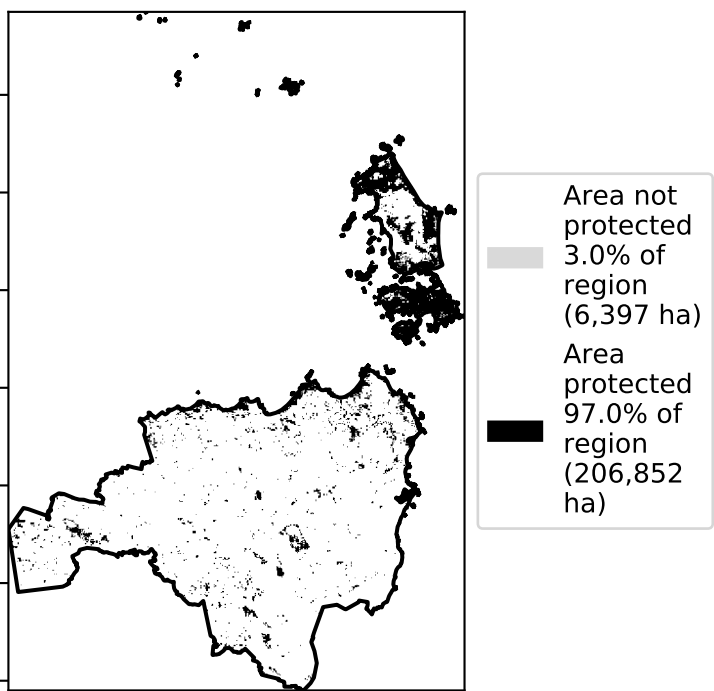 Area not
protected
3.0% of
region
(6,397 ha)
Area
protected
97.0% of
region
(206,852
ha)